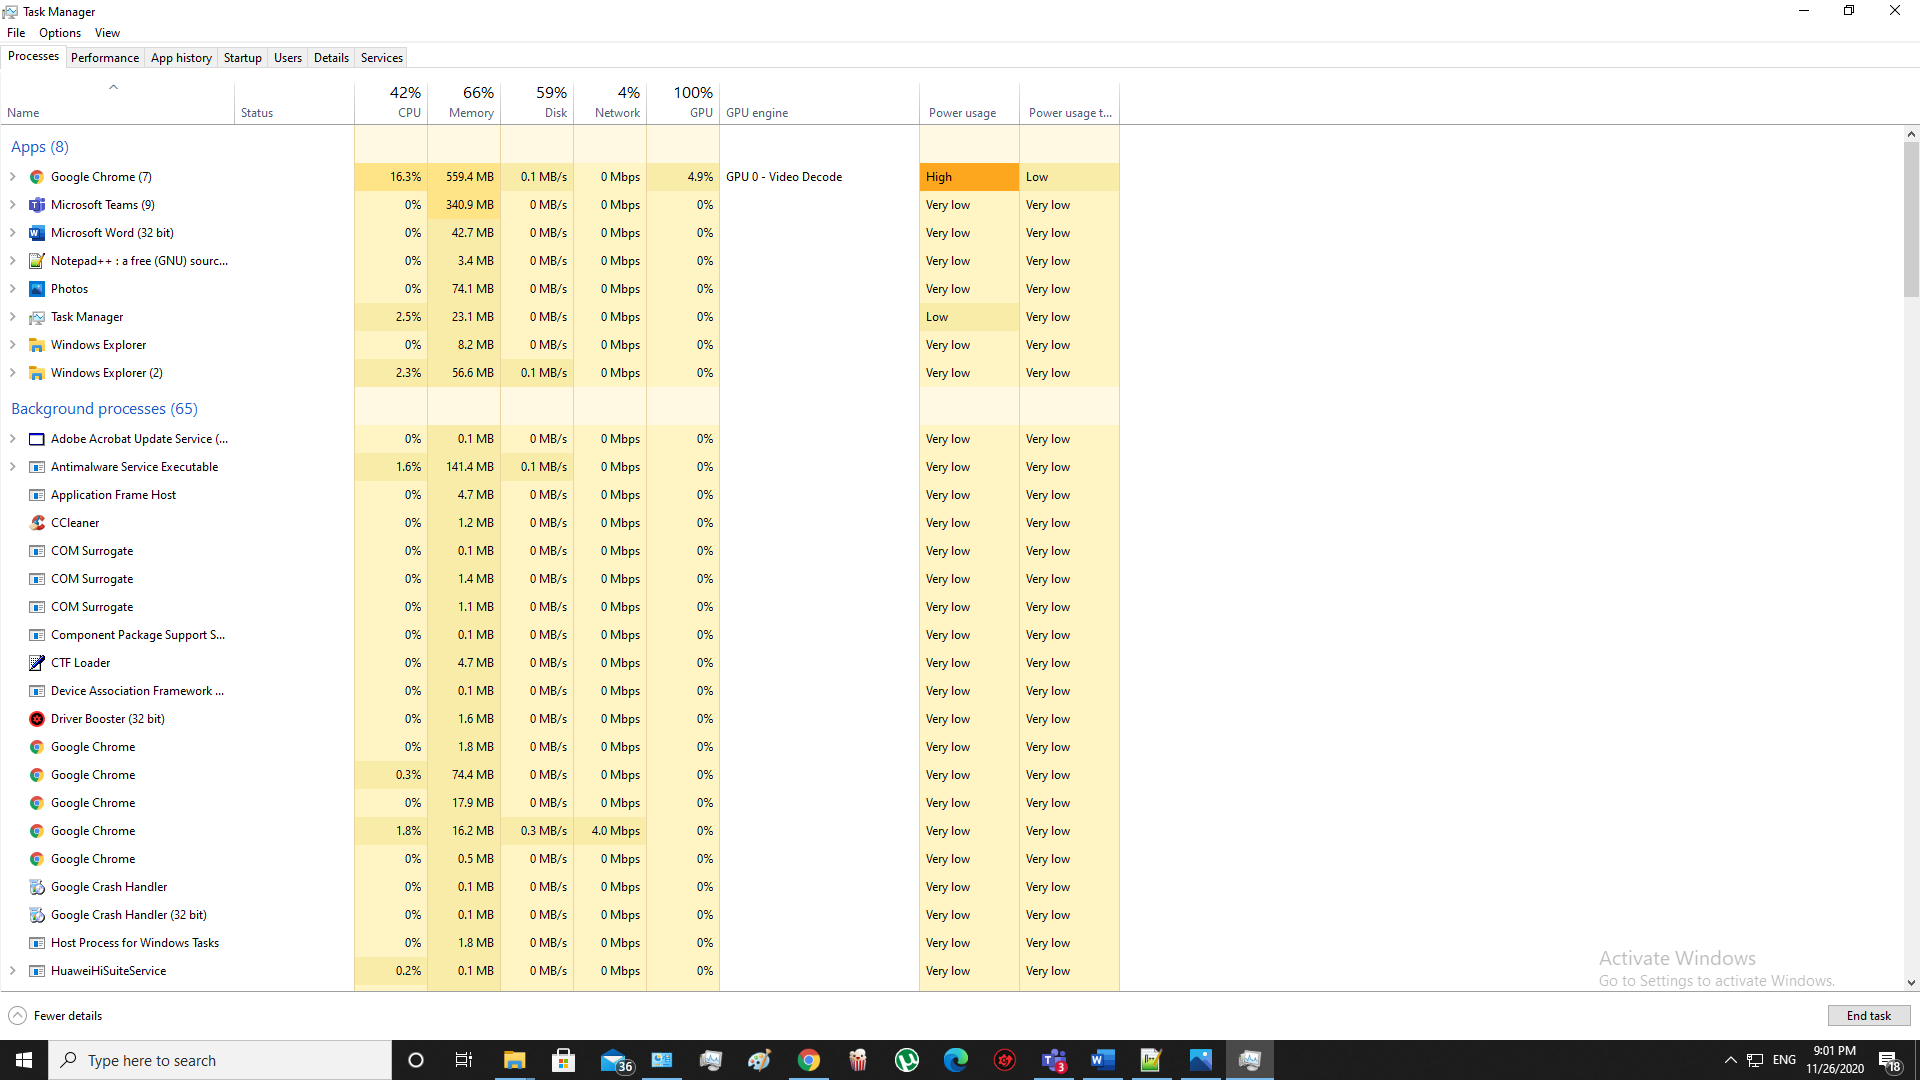 Task Manager
File Options View
Processes Performance App history Startup Users Details Services
42% 66% 59% 4% 100%
Name Status CPU Memory Disk Network GPU GPU engine Power usage Power usage t...
Apps (8)
Google Chrome (7) 16.3% 559.4 MB 0.1 MB/s 0 Mbps 4.9% GPU 0 - Video Decode High Low
Microsoft Teams (9) 0% 340.9 MB 0 MB/s 0 Mbps 0% Very low Very low
Microsoft Word (32 bit) 0% 42.7 MB 0 MB/s 0 Mbps 0% Very low Very low
Notepad++ : a free (GNU) sourc... 0% 3.4 MB 0 MB/s 0 Mbps 0% Very low Very low
Photos 0% 74.1 MB 0 MB/s 0 Mbps 0% Very low Very low
Task Manager 2.5% 23.1 MB 0 MB/s 0 Mbps 0% Low Very low
Windows Explorer 0% 8.2 MB 0 MB/s 0 Mbps 0% Very low Very low
Windows Explorer (2) 2.3% 56.6 MB 0.1 MB/s 0 Mbps 0% Very low Very low
Background processes (65)
Adobe Acrobat Update Service (... 0% 0.1 MB 0 MB/s 0 Mbps 0% Very low Very low
Antimalware Service Executable 1.6% 141.4 MB 0.1 MB/s 0 Mbps 0% Very low Very low
Application Frame Host 0% 4.7 MB 0 MB/s 0 Mbps 0% Very low Very low
CCleaner 0% 1.2 MB 0 MB/s 0 Mbps 0% Very low Very low
COM Surrogate 0% 0.1 MB 0 MB/s 0 Mbps 0% Very low Very low
COM Surrogate 0% 1.4 MB 0 MB/s 0 Mbps 0% Very low Very low
COM Surrogate 0% 1.1 MB 0 MB/s 0 Mbps 0% Very low Very low
Component Package Support S... 0% 0.1 MB 0 MB/s 0 Mbps 0% Very low Very low
CTF Loader 0% 4.7 MB 0 MB/s 0 Mbps 0% Very low Very low
Device Association Framework ... 0% 0.1 MB 0 MB/s 0 Mbps 0% Very low Very low
Driver Booster (32 bit) 0% 1.6 MB 0 MB/s 0 Mbps 0% Very low Very low
Google Chrome 0% 1.8 MB 0 MB/s 0 Mbps 0% Very low Very low
Google Chrome 0.3% 74.4 MB 0 MB/s 0 Mbps 0% Very low Very low
Google Chrome 0% 17.9 MB 0 MB/s 0 Mbps 0% Very low Very low
Google Chrome 1.8% 16.2 MB 0.3 MB/s 4.0 Mbps 0% Very low Very low
Google Chrome 0% 0.5 MB 0 MB/s 0 Mbps 0% Very low Very low
Google Crash Handler 0% 0.1 MB 0 MB/s 0 Mbps 0% Very low Very low
Google Crash Handler (32 bit) 0% 0.1 MB 0 MB/s 0 Mbps 0% Very low Very low
Host Process for Windows Tasks 0% 1.8 MB 0 MB/s 0 Mbps 0% Very low Very low
HuaweiHiSuiteService 0.2% 0.1 MB 0 MB/s 0 Mbps 0% Very low Very low
Activate Windows
Go to Settings to activate Windows.
Fewer details End task
Type here to search 36 3 ENG 9:01 PM 18
11/26/2020